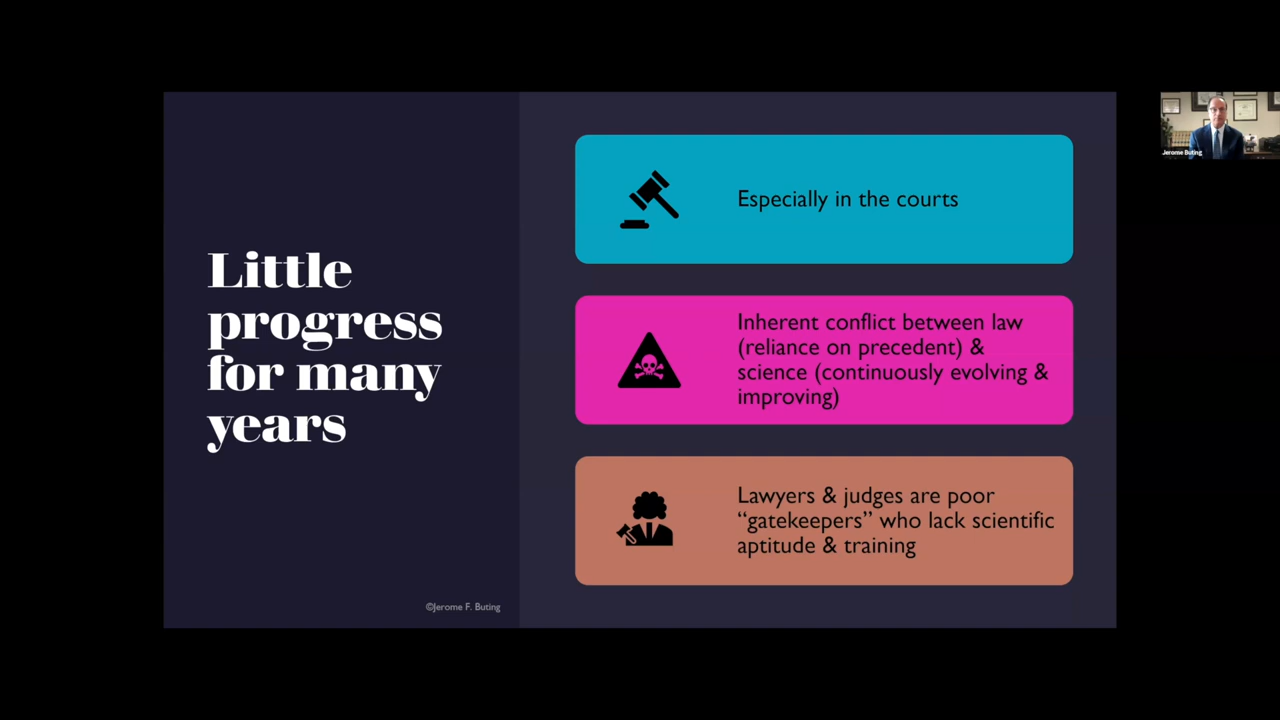 Little
progress
for many
years
Especially in the courts
Inherent conflict between law
(reliance on precedent) &
science (continuously evolving &
improving)
Lawyers & judges are poor
“gatekeepers” who lack scientific
aptitude & training
©Jerome F. Buting
Jerome Buting